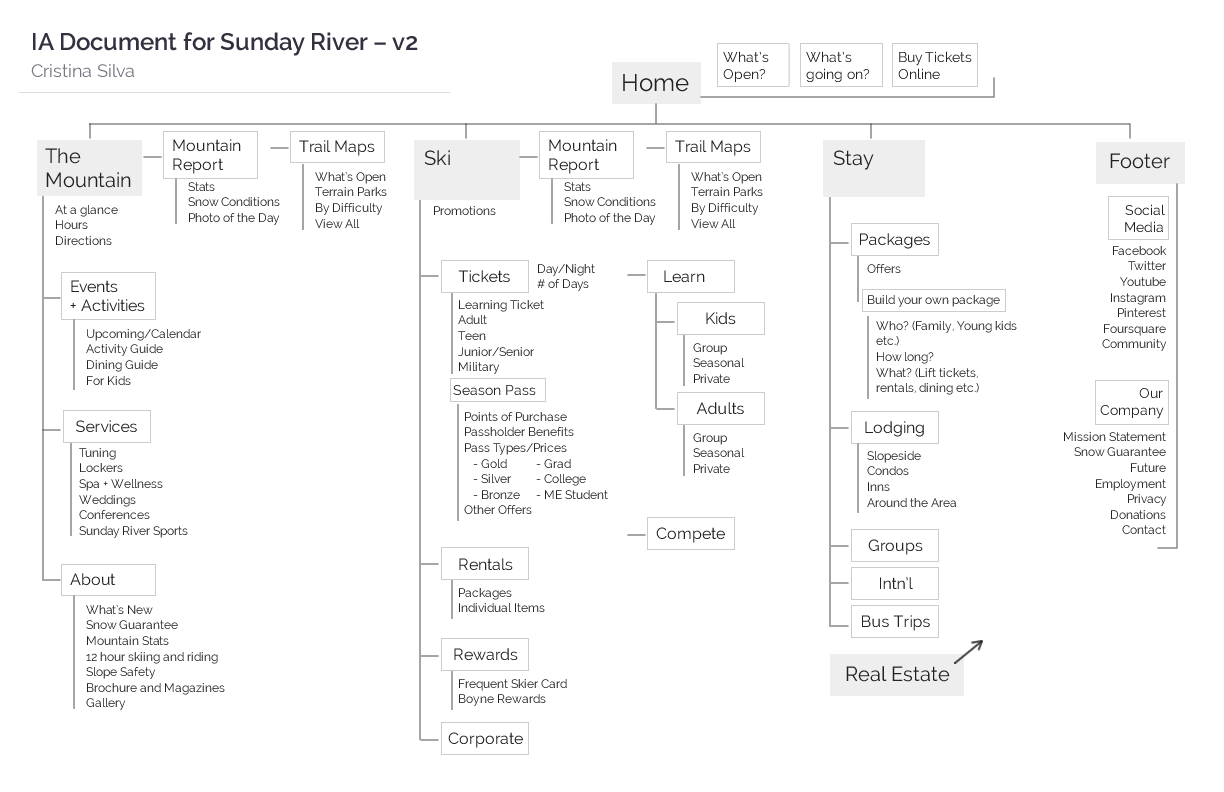 IA Document for Sunday River – v2
Cristina Silva
Home
What's
Open?
What's
going on?
Buy Tickets
Online
The
Mountain
At a glance
Hours
Directions
Mountain
Report
Stats
Snow Conditions
Photo of the Day
Trail Maps
What's Open
Terrain Parks
By Difficulty
View All
Events
+ Activities
Upcoming/Calendar
Activity Guide
Dining Guide
For Kids
Services
Tuning
Lockers
Spa + Wellness
Weddings
Conferences
Sunday River Sports
About
What's New
Snow Guarantee
Mountain Stats
12 hour skiing and riding
Slope Safety
Brochure and Magazines
Gallery
Ski
Promotions
Mountain
Report
Stats
Snow Conditions
Photo of the Day
Trail Maps
What's Open
Terrain Parks
By Difficulty
View All
Tickets
Day/Night
# of Days
Learning Ticket
Adult
Teen
Junior/Senior
Military
Season Pass
Points of Purchase
Passholder Benefits
Pass Types/Prices
- Gold - Grad
- Silver - College
- Bronze - ME Student
Other Offers
Rentals
Packages
Individual Items
Rewards
Frequent Skier Card
Boyne Rewards
Corporate
Learn
Kids
Group
Seasonal
Private
Adults
Group
Seasonal
Private
Compete
Stay
Packages
Offers
Build your own package
Who? (Family, Young kids
etc.)
How long?
What? (Lift tickets,
rentals, dining etc.)
Lodging
Slopeside
Condos
Inns
Around the Area
Groups
Intn'l
Bus Trips
Real Estate
Footer
Social
Media
Facebook
Twitter
Youtube
Instagram
Pinterest
Foursquare
Community
Our
Company
Mission Statement
Snow Guarantee
Future
Employment
Privacy
Donations
Contact